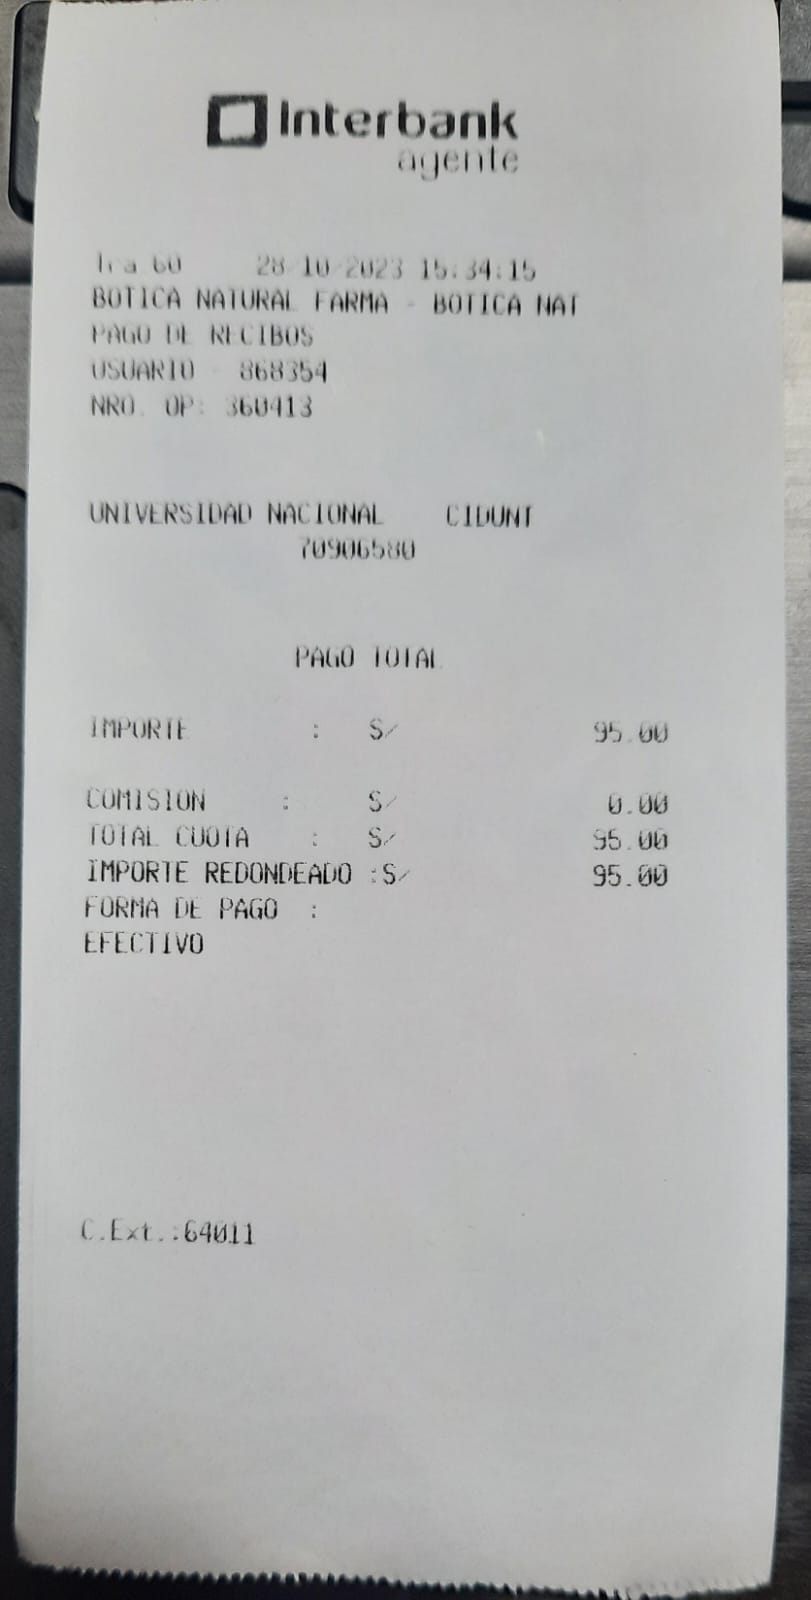 Interbank
agente
Tra 60 28-10-2023 15:34:15
BOTICA NATURAL FARMA - BOTICA NAT
PAGO DE RECIBOS
USUARIO - 868354
NRO. OP: 360413
UNIVERSIDAD NACIONAL CIDUNT
70906580
PAGO TOTAL
IMPORTE : S/ 95.00
COMISION : S/ 0.00
TOTAL CUOTA : S/ 95.00
IMPORTE REDONDEADO :S/ 95.00
FORMA DE PAGO :
EFECTIVO
C.Ext.:64011